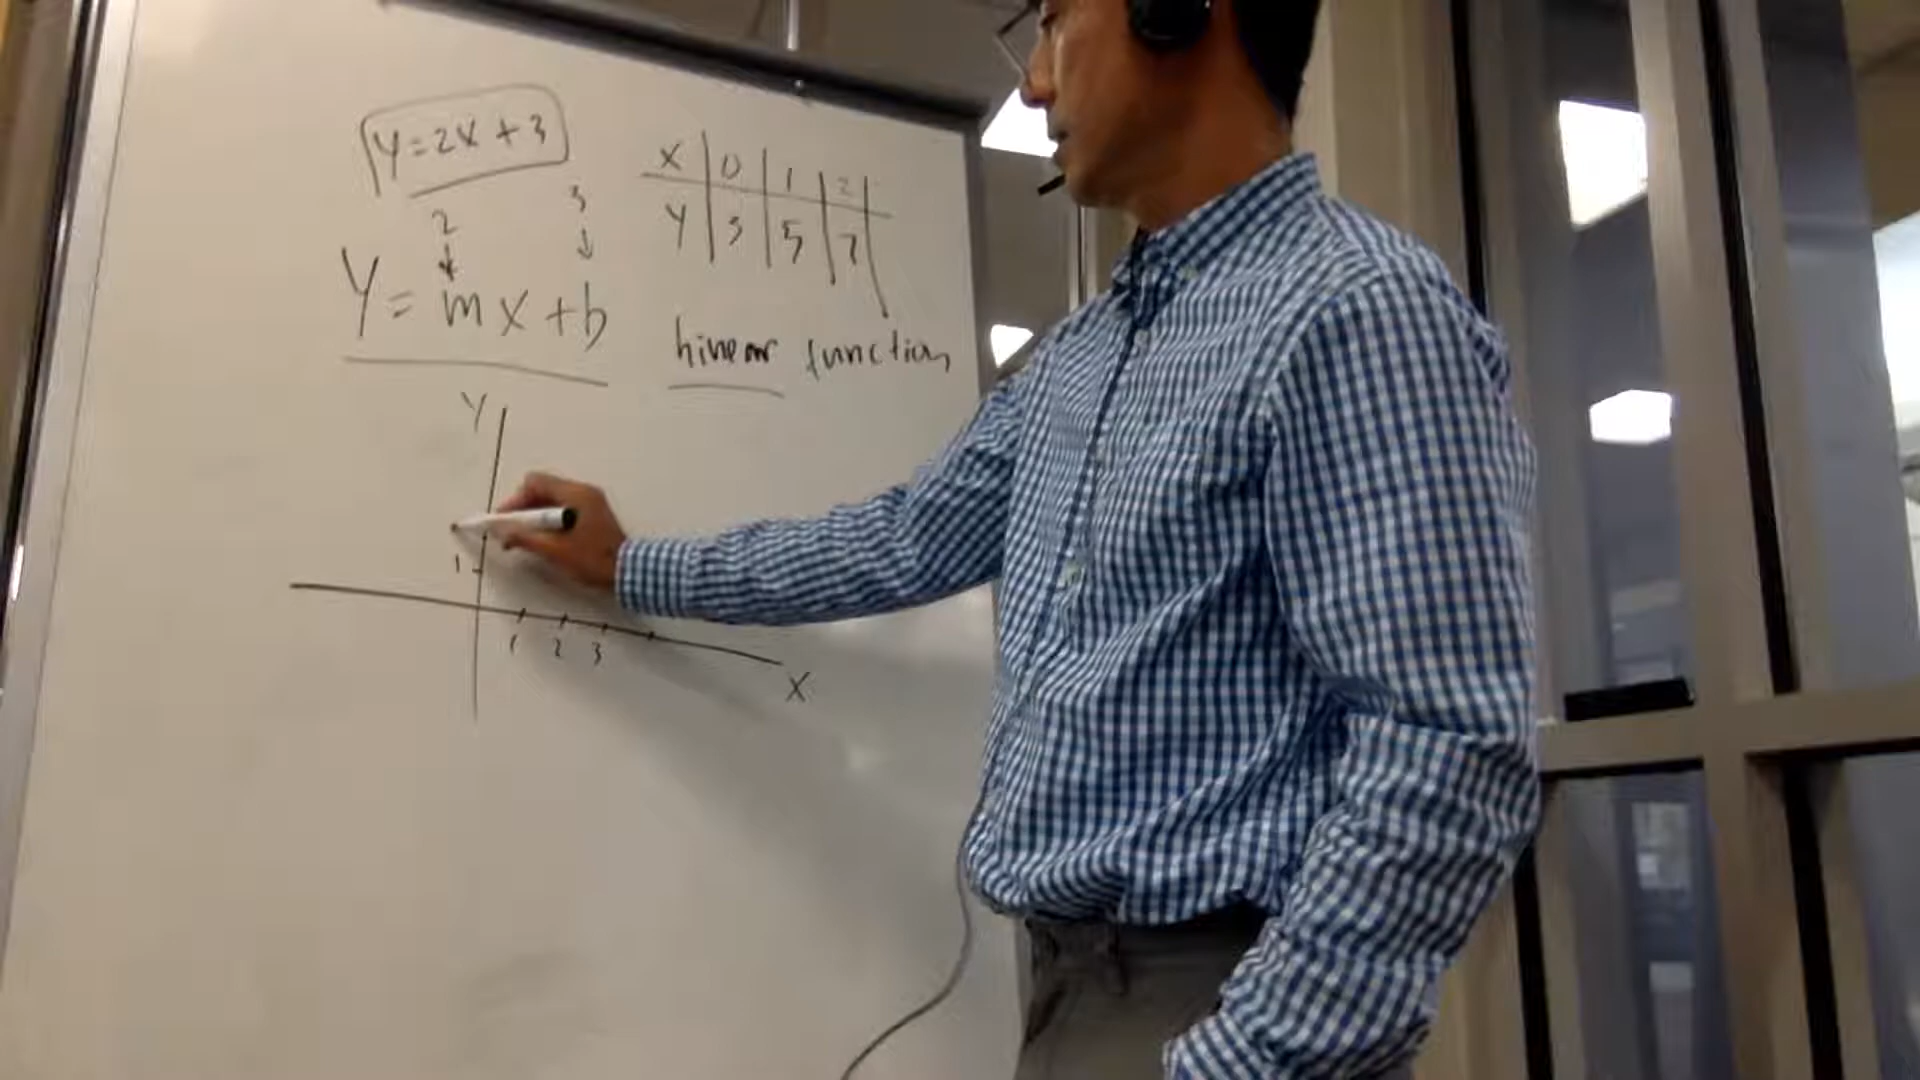 y=2x+3
2 3
y=mx+b
x 0 1 2
y 3 5 7
linear function
y
1
1 2 3
x